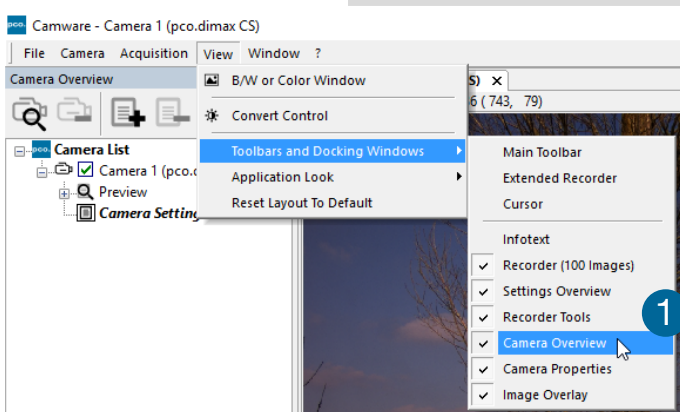 pco. Camware - Camera 1 (pco.dimax CS)
File Camera Acquisition View Window ?
Camera Overview
B/W or Color Window
Convert Control
Toolbars and Docking Windows
Application Look
Reset Layout To Default
S) ×
6 ( 743, 79)
pco. Camera List
Camera 1 (pco.
Preview
Camera Setting
Main Toolbar
Extended Recorder
Cursor
Infotext
Recorder (100 Images)
Settings Overview
Recorder Tools
Camera Overview
Camera Properties
Image Overlay
1